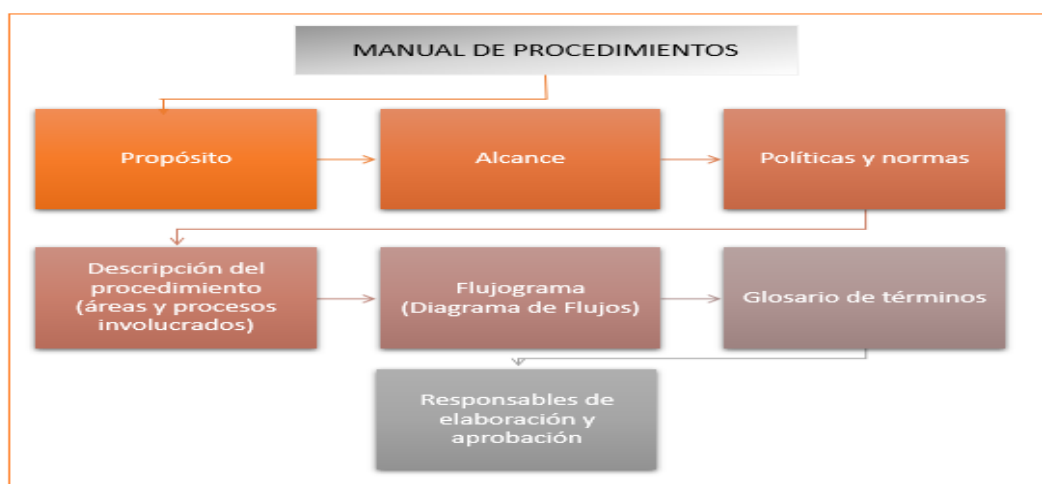 MANUAL DE PROCEDIMIENTOS
Propósito
Alcance
Políticas y normas
Descripción del
procedimiento
(áreas y procesos
involucrados)
Flujograma
(Diagrama de Flujos)
Glosario de términos
Responsables de
elaboración y
aprobación